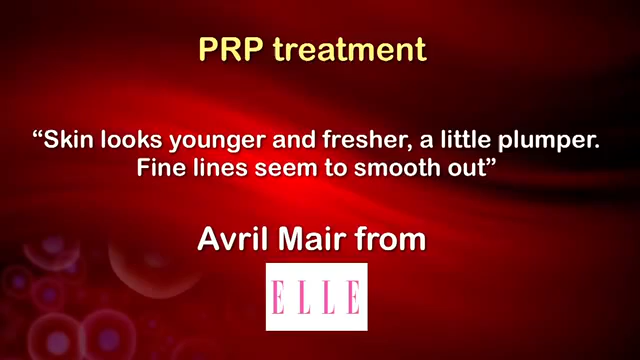 PRP treatment
“Skin looks younger and fresher, a little plumper.
Fine lines seem to smooth out”
Avril Mair from
ELLE